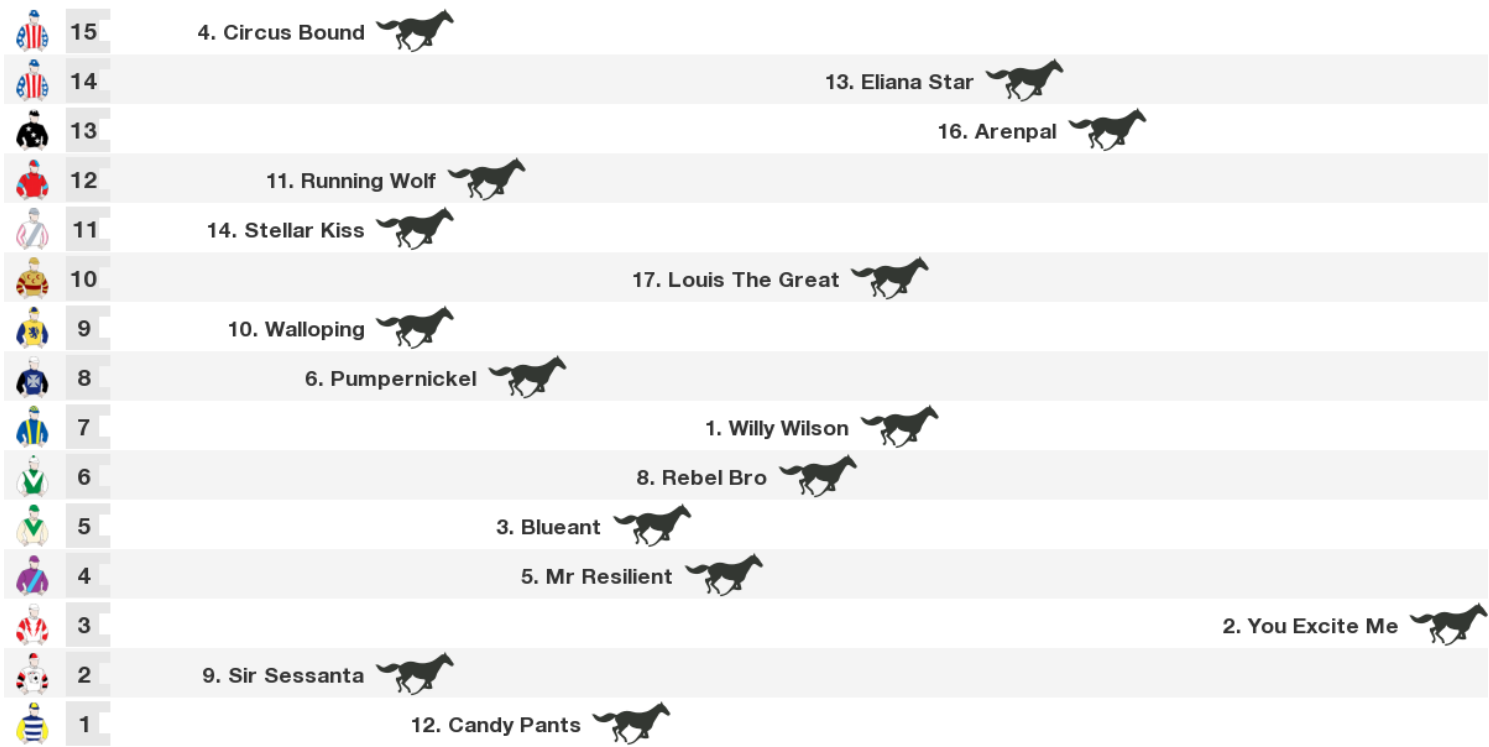 15 4. Circus Bound
14 13. Eliana Star
13 16. Arenpal
12 11. Running Wolf
11 14. Stellar Kiss
10 17. Louis The Great
9 10. Walloping
8 6. Pumpernickel
7 1. Willy Wilson
6 8. Rebel Bro
5 3. Blueant
4 5. Mr Resilient
3 2. You Excite Me
2 9. Sir Sessanta
1 12. Candy Pants